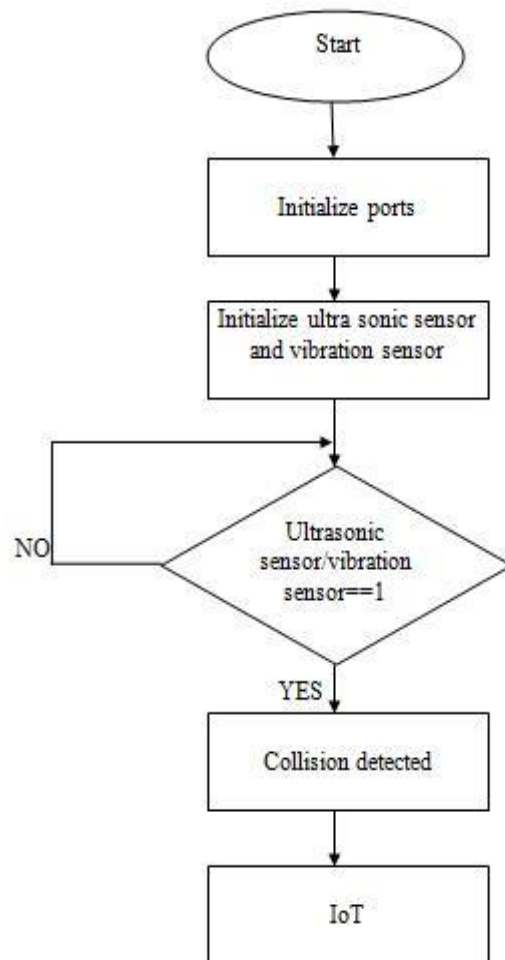 Start
Initialize ports
Initialize ultra sonic sensor
and vibration sensor
Ultrasonic
sensor/vibration
sensor==1
NO
YES
Collision detected
IoT